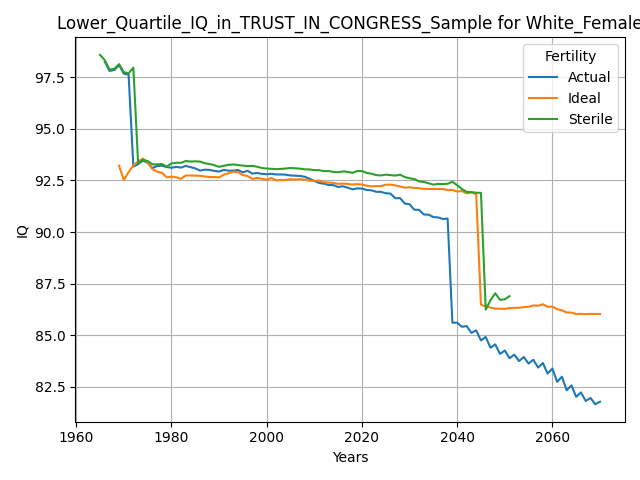 Lower_Quartile_IQ_in_TRUST_IN_CONGRESS_Sample for White_Female
Fertility
Actual
Ideal
Sterile
97.5
95.0
92.5
90.0
87.5
85.0
82.5
IQ
1960
1980
2000
2020
2040
2060
Years